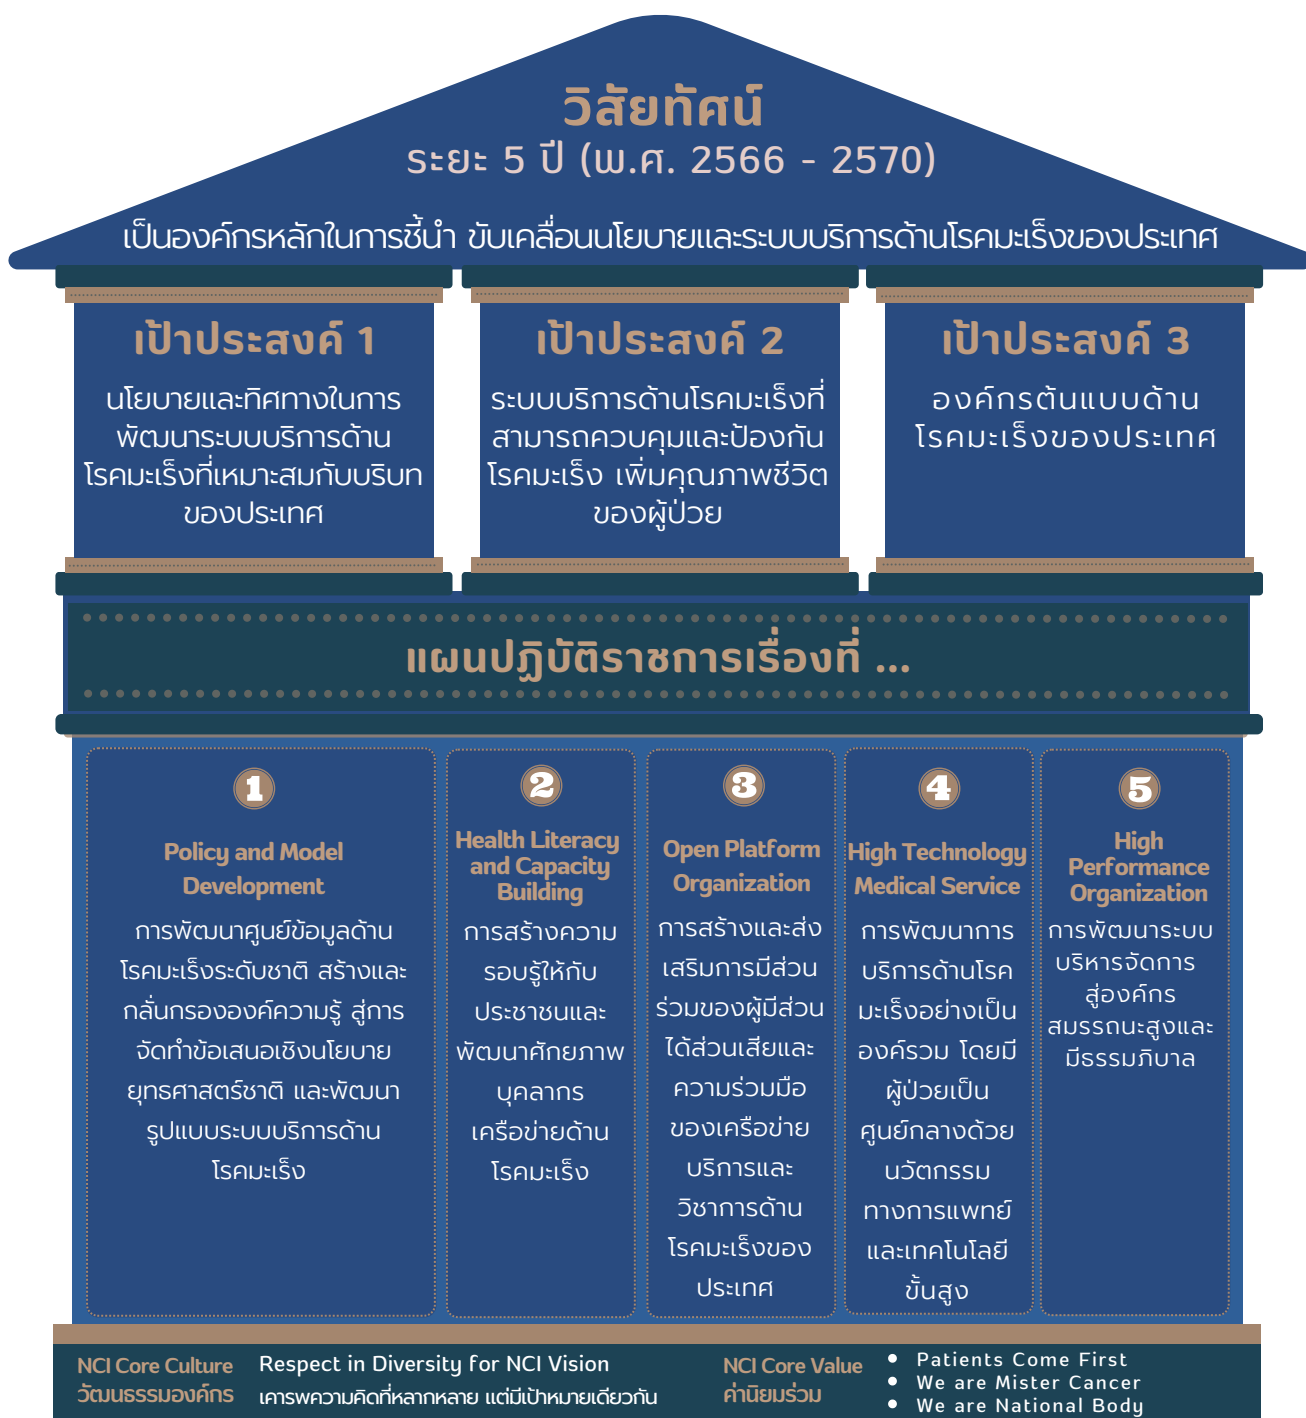 วิสัยทัศน์
ระยะ 5 ปี (พ.ศ. 2566 - 2570)
เป็นองค์กรหลักในการชี้นำ ขับเคลื่อนนโยบายและระบบบริการด้านโรคมะเร็งของประเทศ
เป้าประสงค์ 1
นโยบายและทิศทางในการ
พัฒนาระบบบริการด้าน
โรคมะเร็งที่เหมาะสมกับบริบท
ของประเทศ
เป้าประสงค์ 2
ระบบบริการด้านโรคมะเร็งที่
สามารถควบคุมและป้องกัน
โรคมะเร็ง เพิ่มคุณภาพชีวิต
ของผู้ป่วย
เป้าประสงค์ 3
องค์กรต้นแบบด้าน
โรคมะเร็งของประเทศ
แผนปฏิบัติราชการเรื่องที่ ...
1
Policy and Model
Development
การพัฒนาศูนย์ข้อมูลด้าน
โรคมะเร็งระดับชาติ สร้างและ
กลั่นกรององค์ความรู้ สู่การ
จัดทำข้อเสนอเชิงนโยบาย
ยุทธศาสตร์ชาติ และพัฒนา
รูปแบบระบบบริการด้าน
โรคมะเร็ง
2
Health Literacy
and Capacity
Building
การสร้างความ
รอบรู้ให้กับ
ประชาชนและ
พัฒนาศักยภาพ
บุคลากร
เครือข่ายด้าน
โรคมะเร็ง
3
Open Platform
Organization
การสร้างและส่ง
เสริมการมีส่วน
ร่วมของผู้มีส่วน
ได้ส่วนเสียและ
ความร่วมมือ
ของเครือข่าย
บริการและ
วิชาการด้าน
โรคมะเร็งของ
ประเทศ
4
High Technology
Medical Service
การพัฒนาการ
บริการด้านโรค
มะเร็งอย่างเป็น
องค์รวม โดยมี
ผู้ป่วยเป็น
ศูนย์กลางด้วย
นวัตกรรม
ทางการแพทย์
และเทคโนโลยี
ขั้นสูง
5
High
Performance
Organization
การพัฒนาระบบ
บริหารจัดการ
สู่องค์กร
สมรรถนะสูงและ
มีธรรมภิบาล
NCI Core Culture
วัฒนธรรมองค์กร
Respect in Diversity for NCI Vision
เคารพความคิดที่หลากหลาย แต่มีเป้าหมายเดียวกัน
NCI Core Value
ค่านิยมร่วม
• Patients Come First
• We are Mister Cancer
• We are National Body